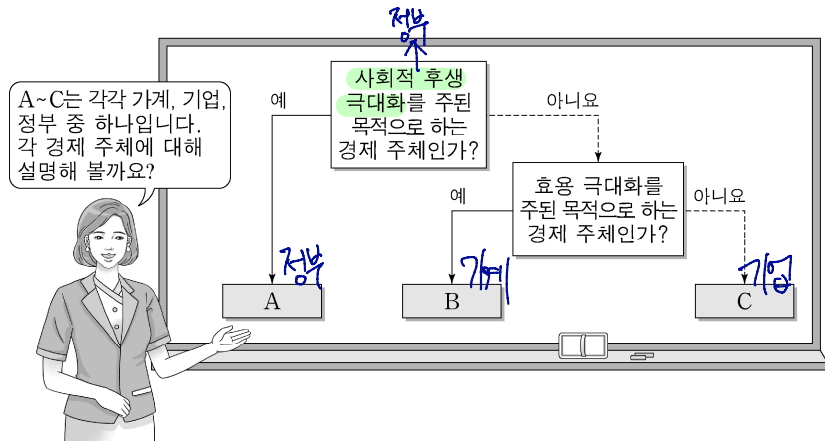 정부
A~C는 각각 가계, 기업,
정부 중 하나입니다.
각 경제 주체에 대해
설명해 볼까요?
사회적 후생
극대화를 주된
목적으로 하는
경제 주체인가?
예
아니요
효용 극대화를
주된 목적으로 하는
경제 주체인가?
예
아니요
정부
가계
기업
A
B
C